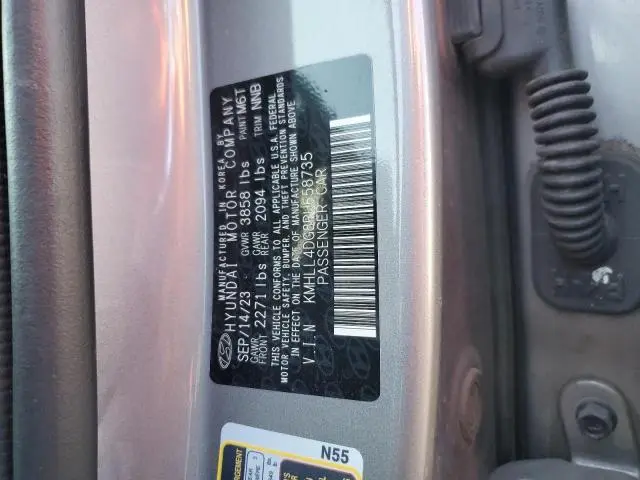 MANUFACTURED IN KOREA BY
HYUNDAI MOTOR COMPANY
SEP/14/23 GVWR 3858 lbs PAINT M6T
GAWR FRONT 2271 lbs GAWR REAR 2094 lbs TRIM NNB
THIS VEHICLE CONFORMS TO ALL APPLICABLE U.S.A. FEDERAL
MOTOR VEHICLE SAFETY, BUMPER, AND THEFT PREVENTION STANDARDS
IN EFFECT ON THE DATE OF MANUFACTURE SHOWN ABOVE.
V I N KMHLL4DG8RU658735
PASSENGER CAR
N55